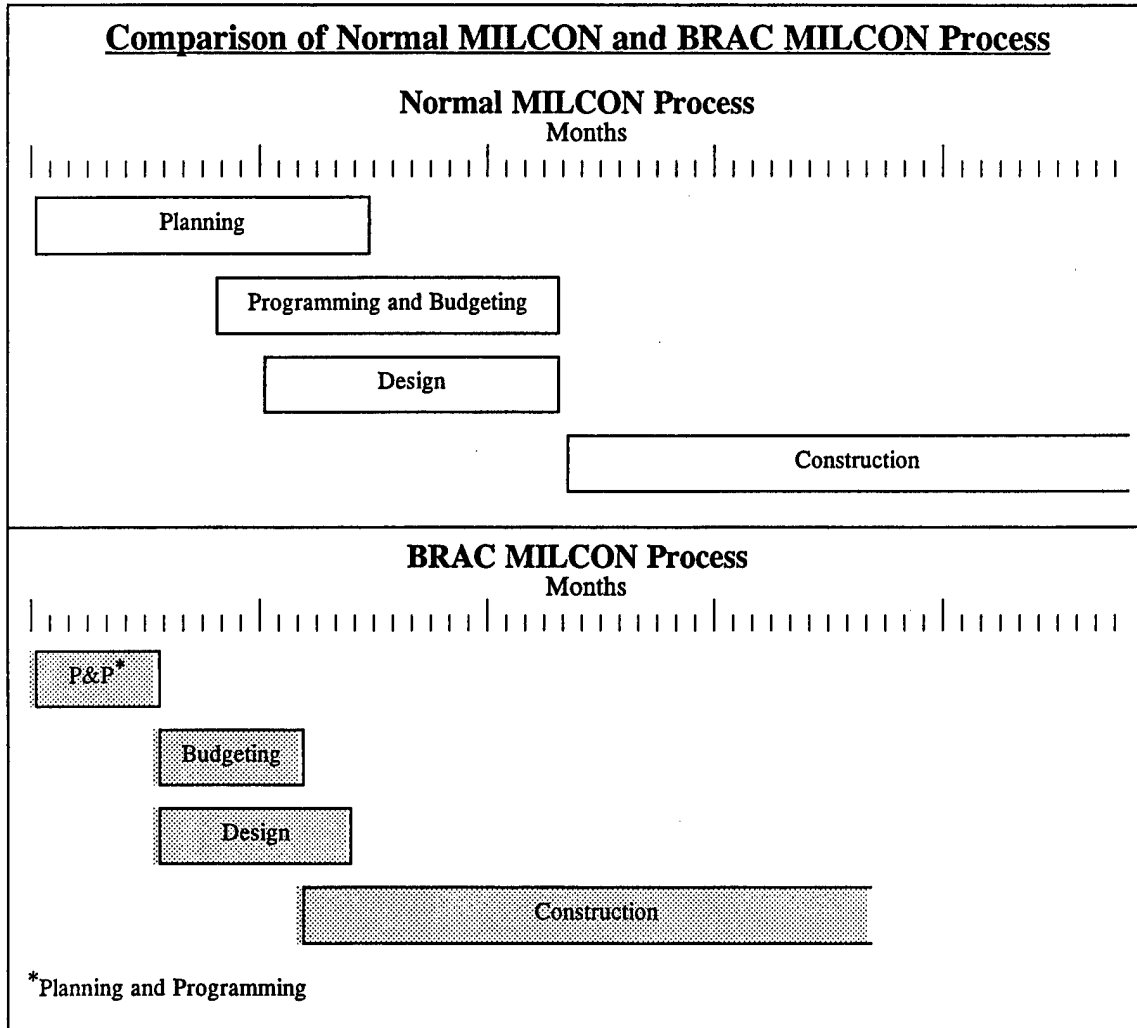 Comparison of Normal MILCON and BRAC MILCON Process
Normal MILCON Process
Months
Planning
Programming and Budgeting
Design
Construction
BRAC MILCON Process
Months
P&P*
Budgeting
Design
Construction
*Planning and Programming